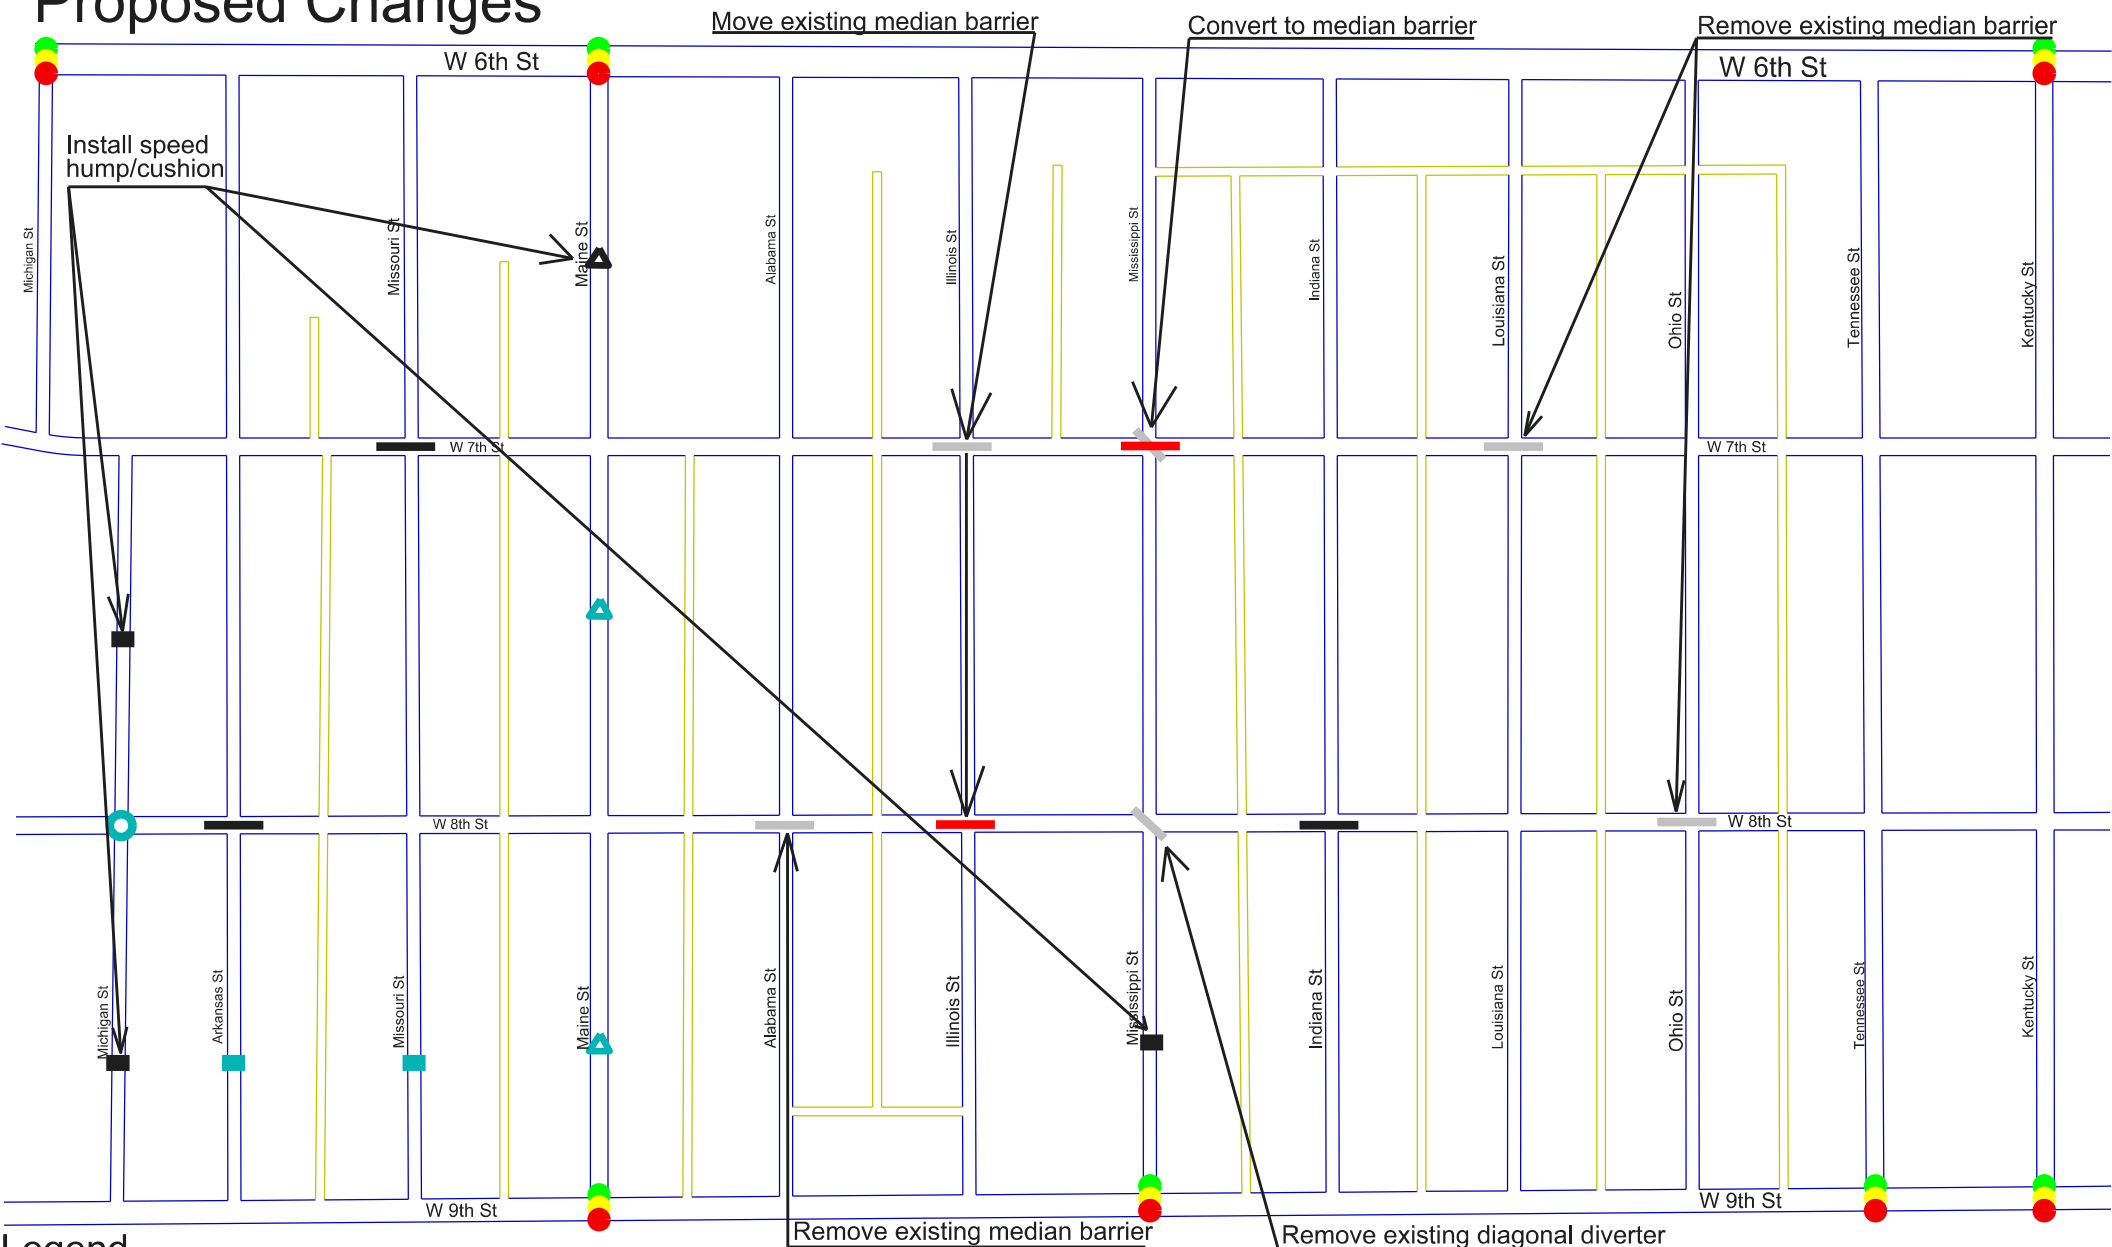 Proposed Changes
Move existing median barrier
Convert to median barrier
Remove existing median barrier
W 6th St
W 6th St
Install speed
hump/cushion
Michigan St
Missouri St
Maine St
Alabama St
Illinois St
Mississippi St
Indiana St
Louisiana St
Ohio St
Tennessee St
Kentucky St
W 7th St
W 7th St
W 8th St
W 8th St
Michigan St
Arkansas St
Missouri St
Maine St
Alabama St
Illinois St
Mississippi St
Indiana St
Louisiana St
Ohio St
Tennessee St
Kentucky St
W 9th St
W 9th St
Remove existing median barrier
Remove existing diagonal diverter
Legend